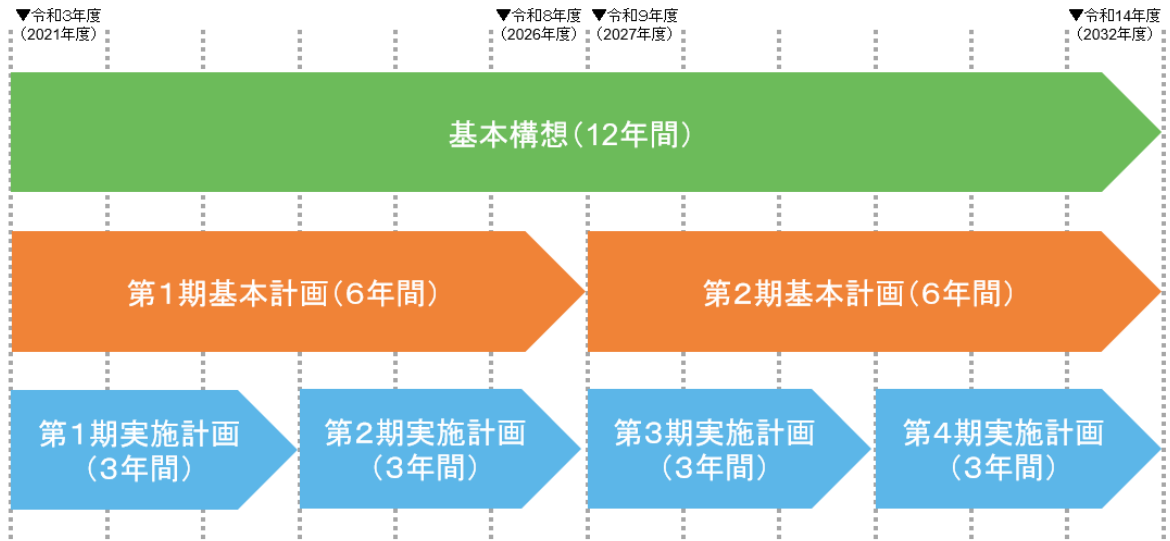 ▼令和3年度
（2021年度）
▼令和8年度
（2026年度）
▼令和9年度
（2027年度）
▼令和14年度
（2032年度）
基本構想（12年間）
第1期基本計画（6年間）
第2期基本計画（6年間）
第1期実施計画
（3年間）
第2期実施計画
（3年間）
第3期実施計画
（3年間）
第4期実施計画
（3年間）